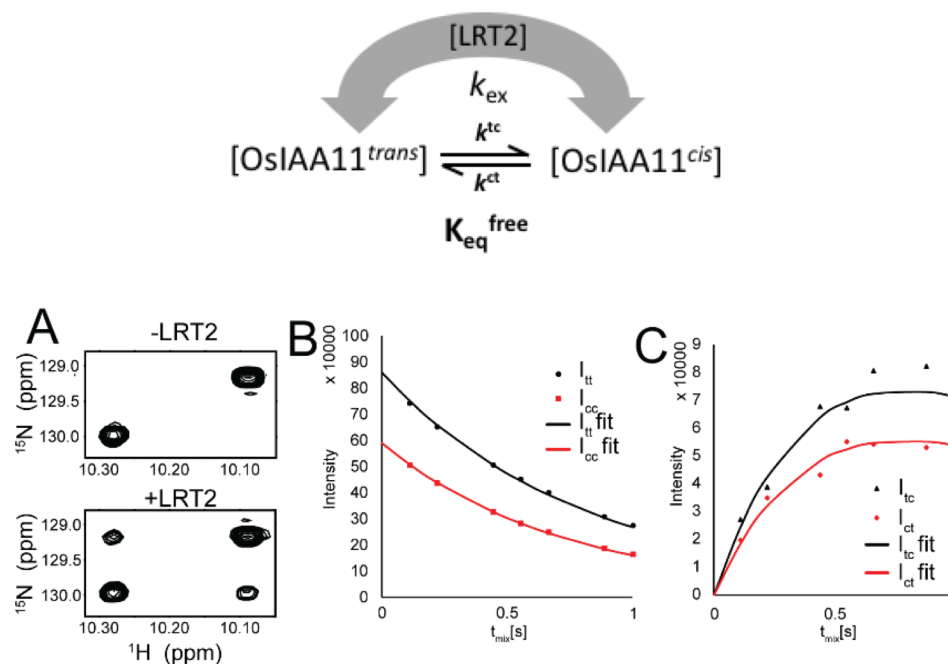 [LRT2]
kex
ktc
[OsIAA11trans] [OsIAA11cis]
kct
Keqfree
A
-LRT2
15N (ppm)
129.0
129.5
130.0
10.30 10.20 10.10
+LRT2
15N (ppm)
129.0
129.5
130.0
10.30 10.20 10.10
1H (ppm)
B
x 10000
Intensity
100
90
80
70
60
50
40
30
20
10
0
0 0.5 1
tmix[s]
Itt
Icc
Itt fit
Icc fit
C
x 10000
Intensity
9
8
7
6
5
4
3
2
1
0
0 0.5
tmix[s]
Itc
Ict
Itc fit
Ict fit